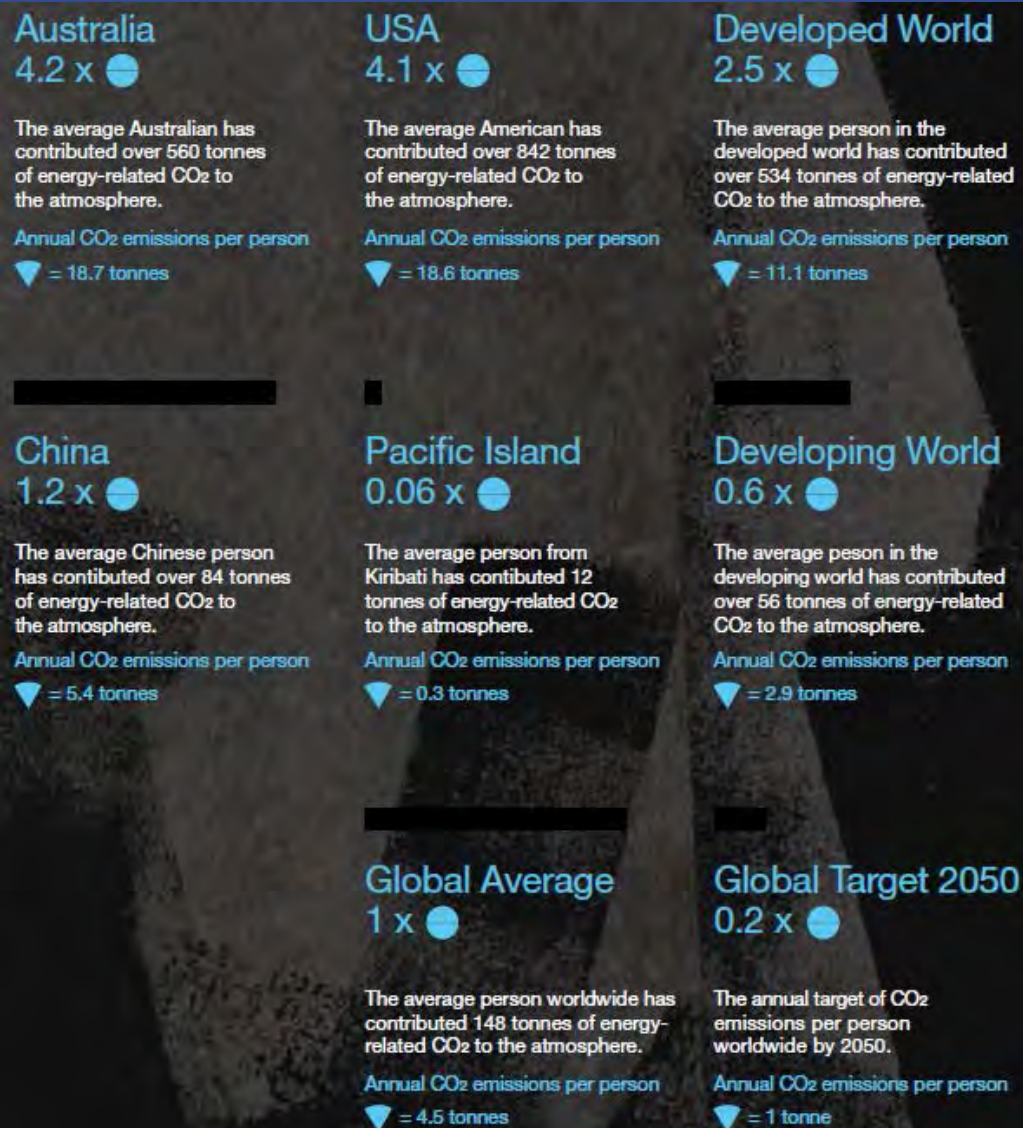 Australia
4.2 x
The average Australian has
contributed over 560 tonnes
of energy-related CO2 to
the atmosphere.
Annual CO2 emissions per person
= 18.7 tonnes
USA
4.1 x
The average American has
contributed over 842 tonnes
of energy-related CO2 to
the atmosphere.
Annual CO2 emissions per person
= 18.6 tonnes
Developed World
2.5 x
The average person in the
developed world has contributed
over 534 tonnes of energy-related
CO2 to the atmosphere.
Annual CO2 emissions per person
= 11.1 tonnes
China
1.2 x
The average Chinese person
has contibuted over 84 tonnes
of energy-related CO2 to
the atmosphere.
Annual CO2 emissions per person
= 5.4 tonnes
Pacific Island
0.06 x
The average person from
Kiribati has contibuted 12
tonnes of energy-related CO2
to the atmosphere.
Annual CO2 emissions per person
= 0.3 tonnes
Developing World
0.6 x
The average peson in the
developing world has contributed
over 56 tonnes of energy-related
CO2 to the atmosphere.
Annual CO2 emissions per person
= 2.9 tonnes
Global Average
1 x
The average person worldwide has
contributed 148 tonnes of energy-
related CO2 to the atmosphere.
Annual CO2 emissions per person
= 4.5 tonnes
Global Target 2050
0.2 x
The annual target of CO2
emissions per person
worldwide by 2050.
Annual CO2 emissions per person
= 1 tonne